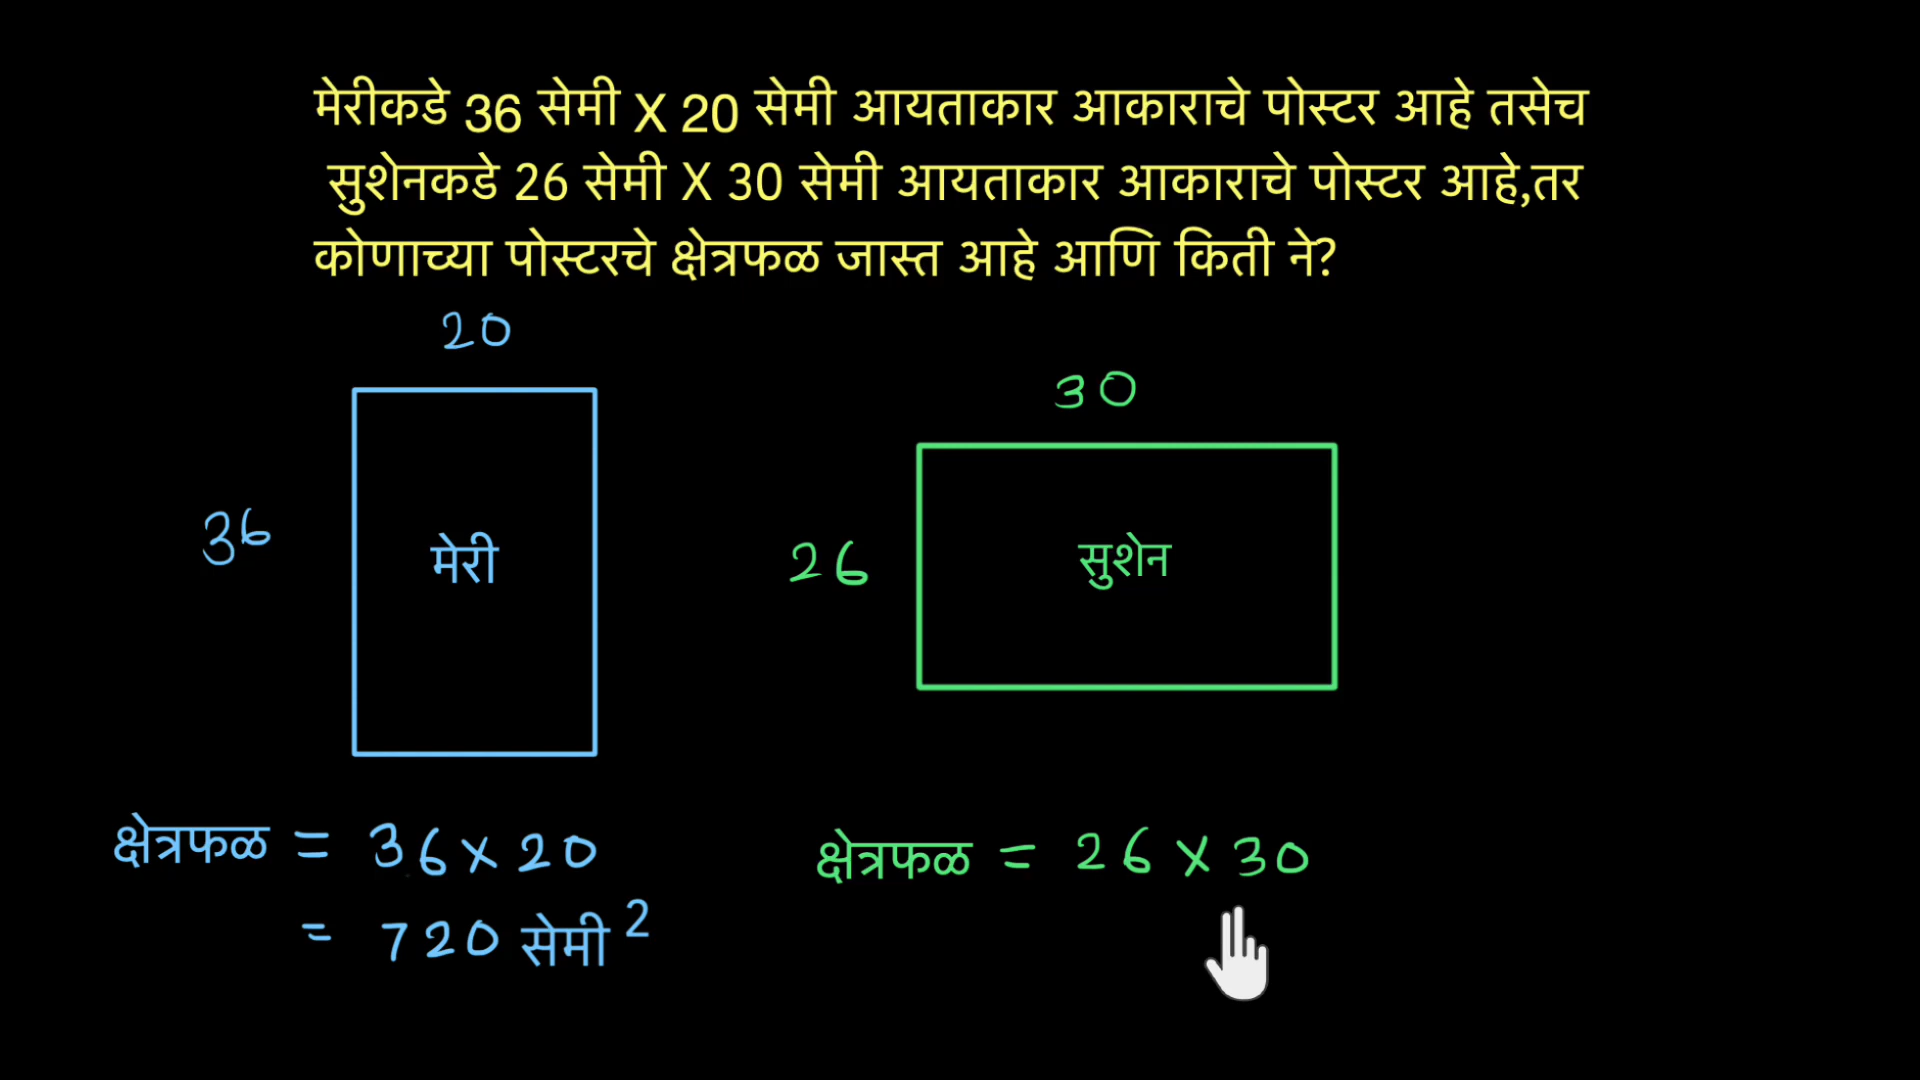 मेरीकडे 36 सेमी X 20 सेमी आयताकार आकाराचे पोस्टर आहे तसेच
सुशेनकडे 26 सेमी X 30 सेमी आयताकार आकाराचे पोस्टर आहे,तर
कोणाच्या पोस्टरचे क्षेत्रफळ जास्त आहे आणि किती ने?
20
36
मेरी
क्षेत्रफळ = 36 x 20
= 720 सेमी ²
30
26
सुशेन
क्षेत्रफळ = 26 x 30